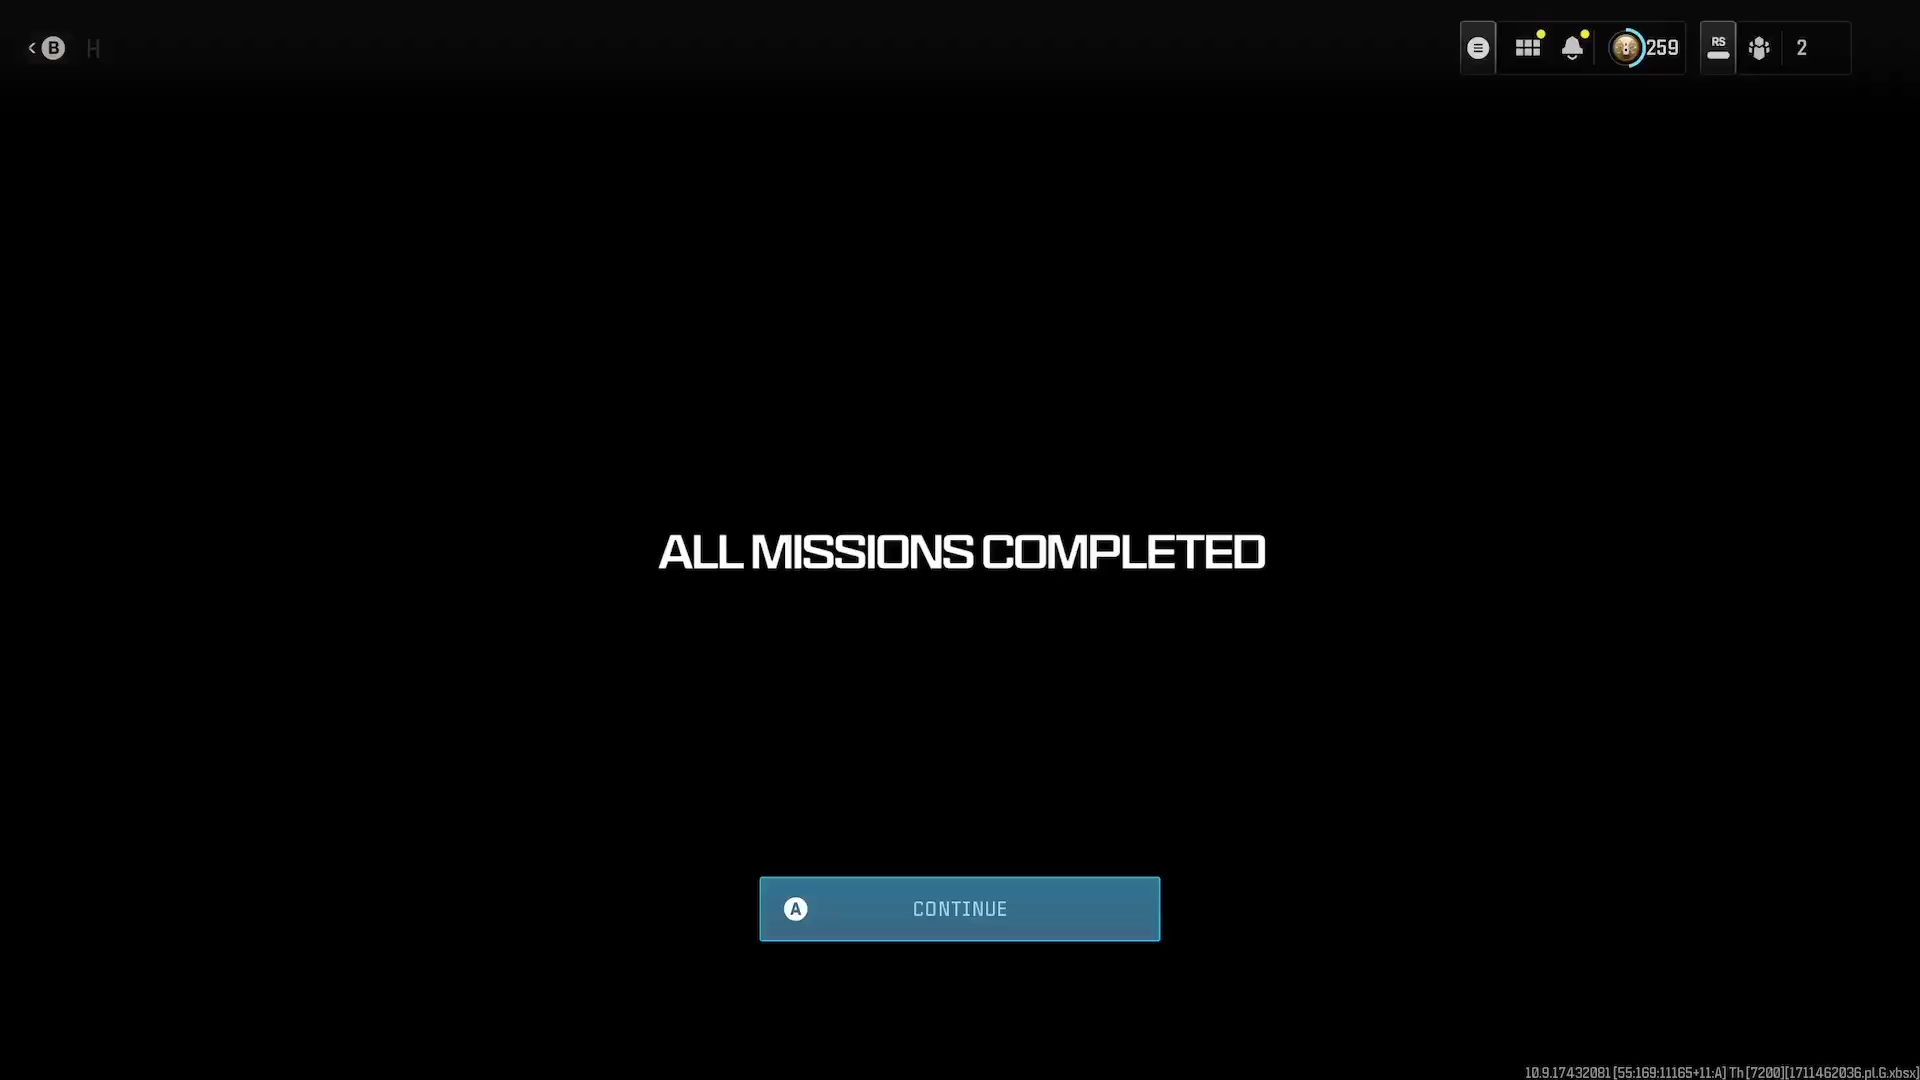 B H
259
RS
2
ALL MISSIONS COMPLETED
A CONTINUE
10.9.17432081 [55:169:11165+11:A] Th [7200][1711462036.pl.G.xbsx]